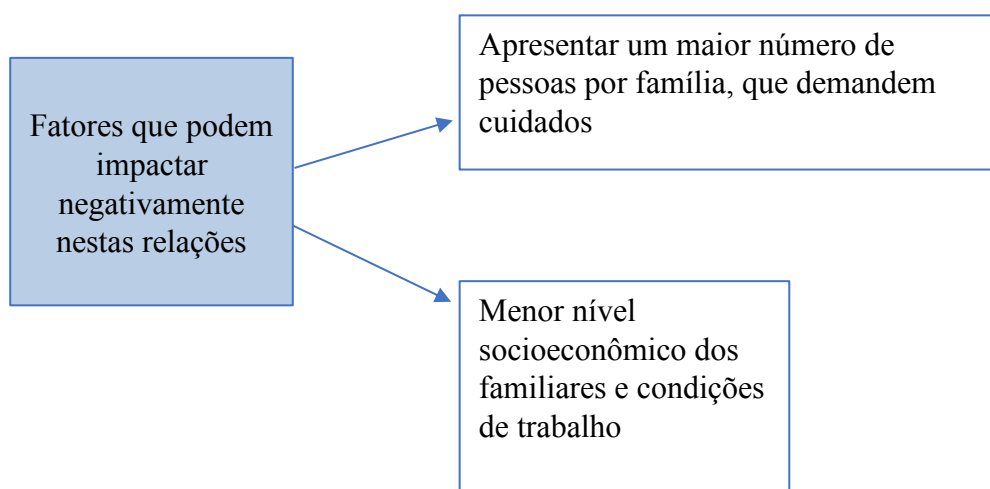 Fatores que podem
impactar
negativamente
nestas relações
Apresentar um maior número de
pessoas por família, que demandem
cuidados
Menor nível
socioeconômico dos
familiares e condições
de trabalho